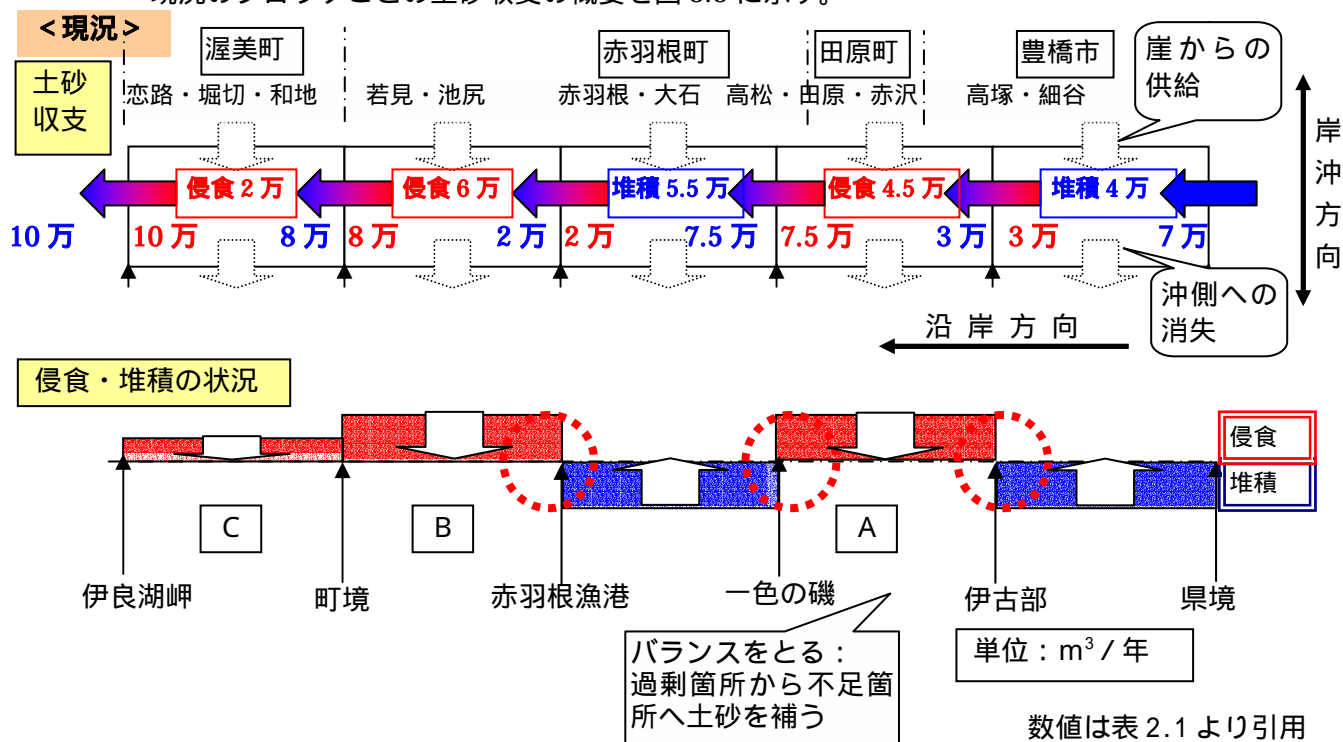 ＜現況＞
土砂
収支
渥美町
赤羽根町
田原町
豊橋市
崖からの
供給
恋路・堀切・和地
若見・池尻
赤羽根・大石
高松・田原・赤沢
高塚・細谷
侵食 2 万
侵食 6 万
堆積 5.5 万
侵食 4.5 万
堆積 4 万
10 万
10 万
8 万
8 万
2 万
2 万
7.5 万
7.5 万
3 万
3 万
7 万
岸沖方向
沖側への
消失
沿 岸 方 向
侵食・堆積の状況
侵食
堆積
C
B
A
伊良湖岬
町境
赤羽根漁港
一色の磯
伊古部
県境
バランスをとる：
過剰箇所から不足箇
所へ土砂を補う
単位：m³／年
数値は表 2.1 より引用